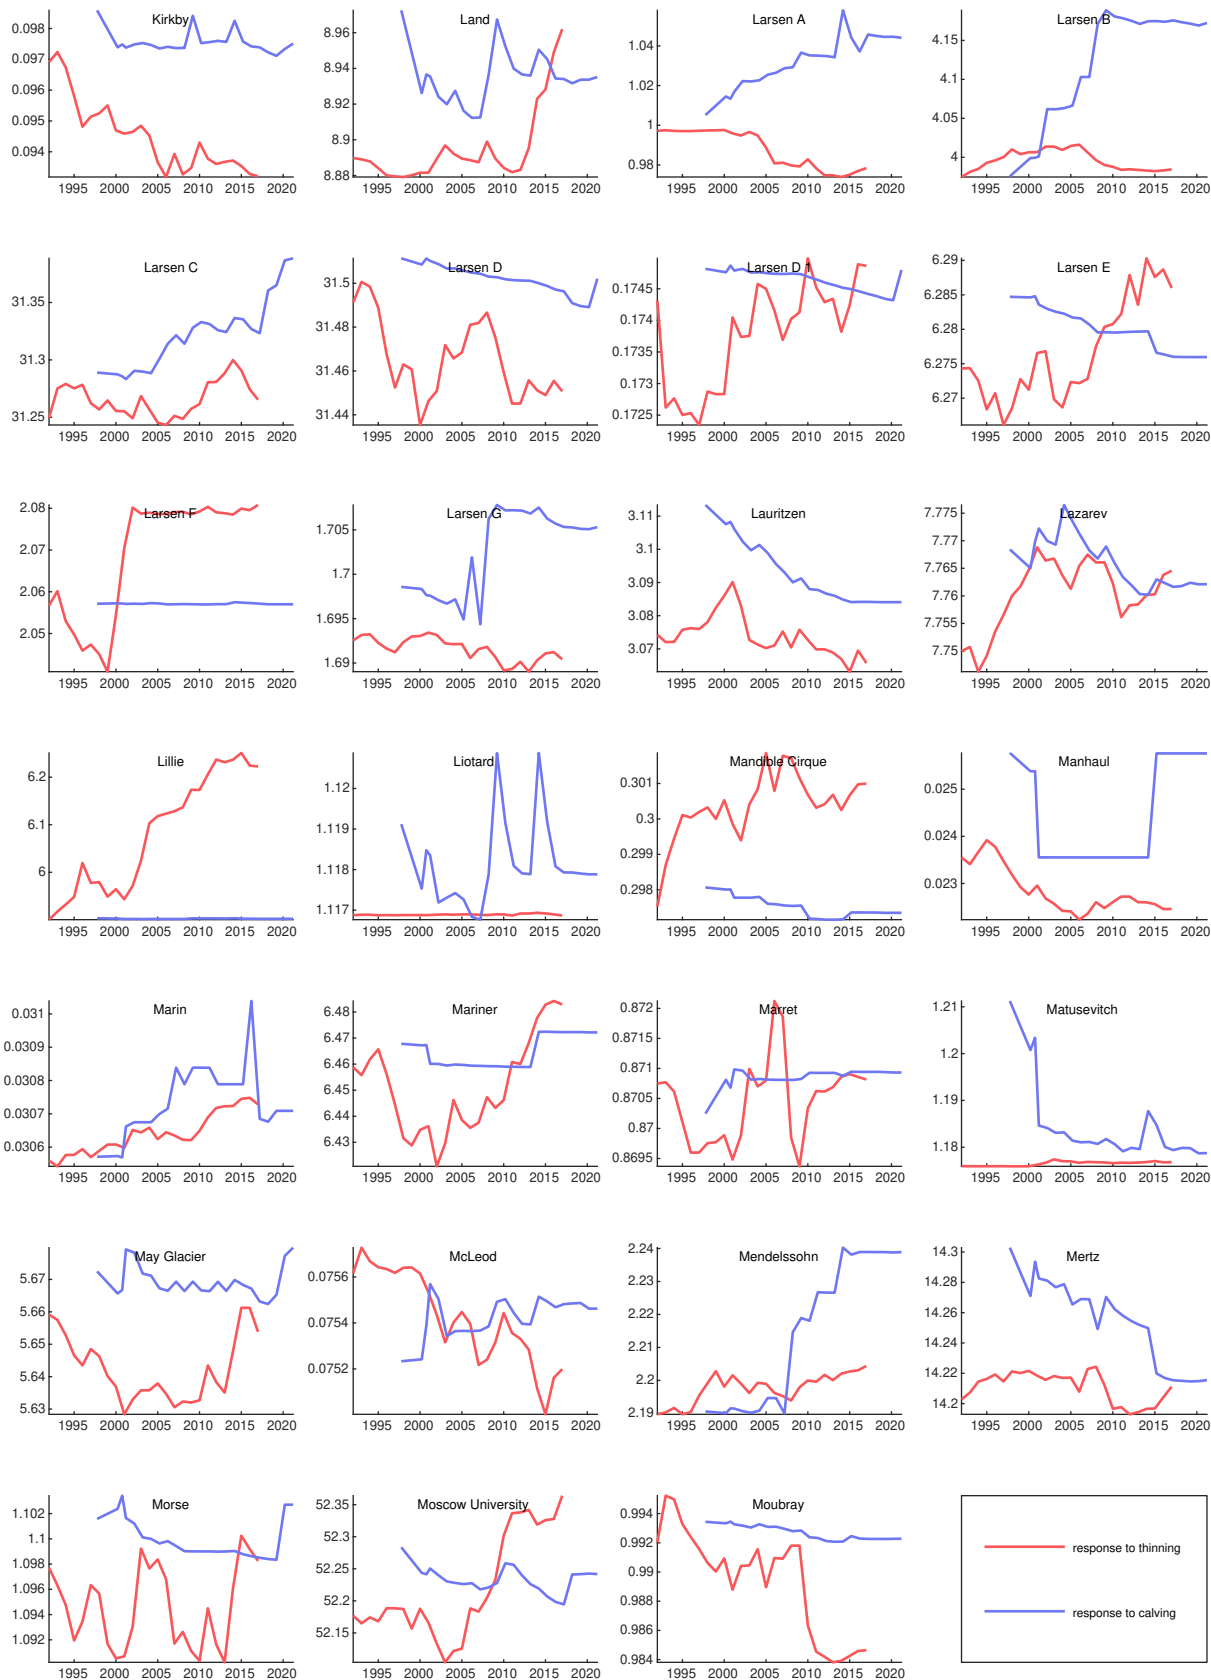 Kirkby
0.098
0.097
0.096
0.095
0.094
1995 2000 2005 2010 2015 2020
Land
8.96
8.94
8.92
8.9
8.88
1995 2000 2005 2010 2015 2020
Larsen A
1.04
1.02
1
0.98
1995 2000 2005 2010 2015 2020
Larsen B
4.15
4.1
4.05
4
1995 2000 2005 2010 2015 2020
Larsen C
31.35
31.3
31.25
1995 2000 2005 2010 2015 2020
Larsen D
31.5
31.48
31.46
31.44
1995 2000 2005 2010 2015 2020
Larsen D 1
0.1745
0.174
0.1735
0.173
0.1725
1995 2000 2005 2010 2015 2020
Larsen E
6.29
6.285
6.28
6.275
6.27
1995 2000 2005 2010 2015 2020
Larsen F
2.08
2.07
2.06
2.05
1995 2000 2005 2010 2015 2020
Larsen G
1.705
1.7
1.695
1.69
1995 2000 2005 2010 2015 2020
Lauritzen
3.11
3.1
3.09
3.08
3.07
1995 2000 2005 2010 2015 2020
Lazarev
7.775
7.77
7.765
7.76
7.755
7.75
1995 2000 2005 2010 2015 2020
Lillie
6.2
6.1
6
1995 2000 2005 2010 2015 2020
Liotard
1.12
1.119
1.118
1.117
1995 2000 2005 2010 2015 2020
Mandible Cirque
0.301
0.3
0.299
0.298
1995 2000 2005 2010 2015 2020
Manhaul
0.025
0.024
0.023
1995 2000 2005 2010 2015 2020
Marin
0.031
0.0309
0.0308
0.0307
0.0306
1995 2000 2005 2010 2015 2020
Mariner
6.48
6.47
6.46
6.45
6.44
6.43
1995 2000 2005 2010 2015 2020
Marret
0.872
0.8715
0.871
0.8705
0.87
0.8695
1995 2000 2005 2010 2015 2020
Matusevitch
1.21
1.2
1.19
1.18
1995 2000 2005 2010 2015 2020
May Glacier
5.67
5.66
5.65
5.64
5.63
1995 2000 2005 2010 2015 2020
McLeod
0.0756
0.0754
0.0752
1995 2000 2005 2010 2015 2020
Mendelssohn
2.24
2.23
2.22
2.21
2.2
2.19
1995 2000 2005 2010 2015 2020
Mertz
14.3
14.28
14.26
14.24
14.22
14.2
1995 2000 2005 2010 2015 2020
Morse
1.102
1.1
1.098
1.096
1.094
1.092
1995 2000 2005 2010 2015 2020
Moscow University
52.35
52.3
52.25
52.2
52.15
1995 2000 2005 2010 2015 2020
Moubray
0.994
0.992
0.99
0.988
0.986
0.984
1995 2000 2005 2010 2015 2020
response to thinning
response to calving